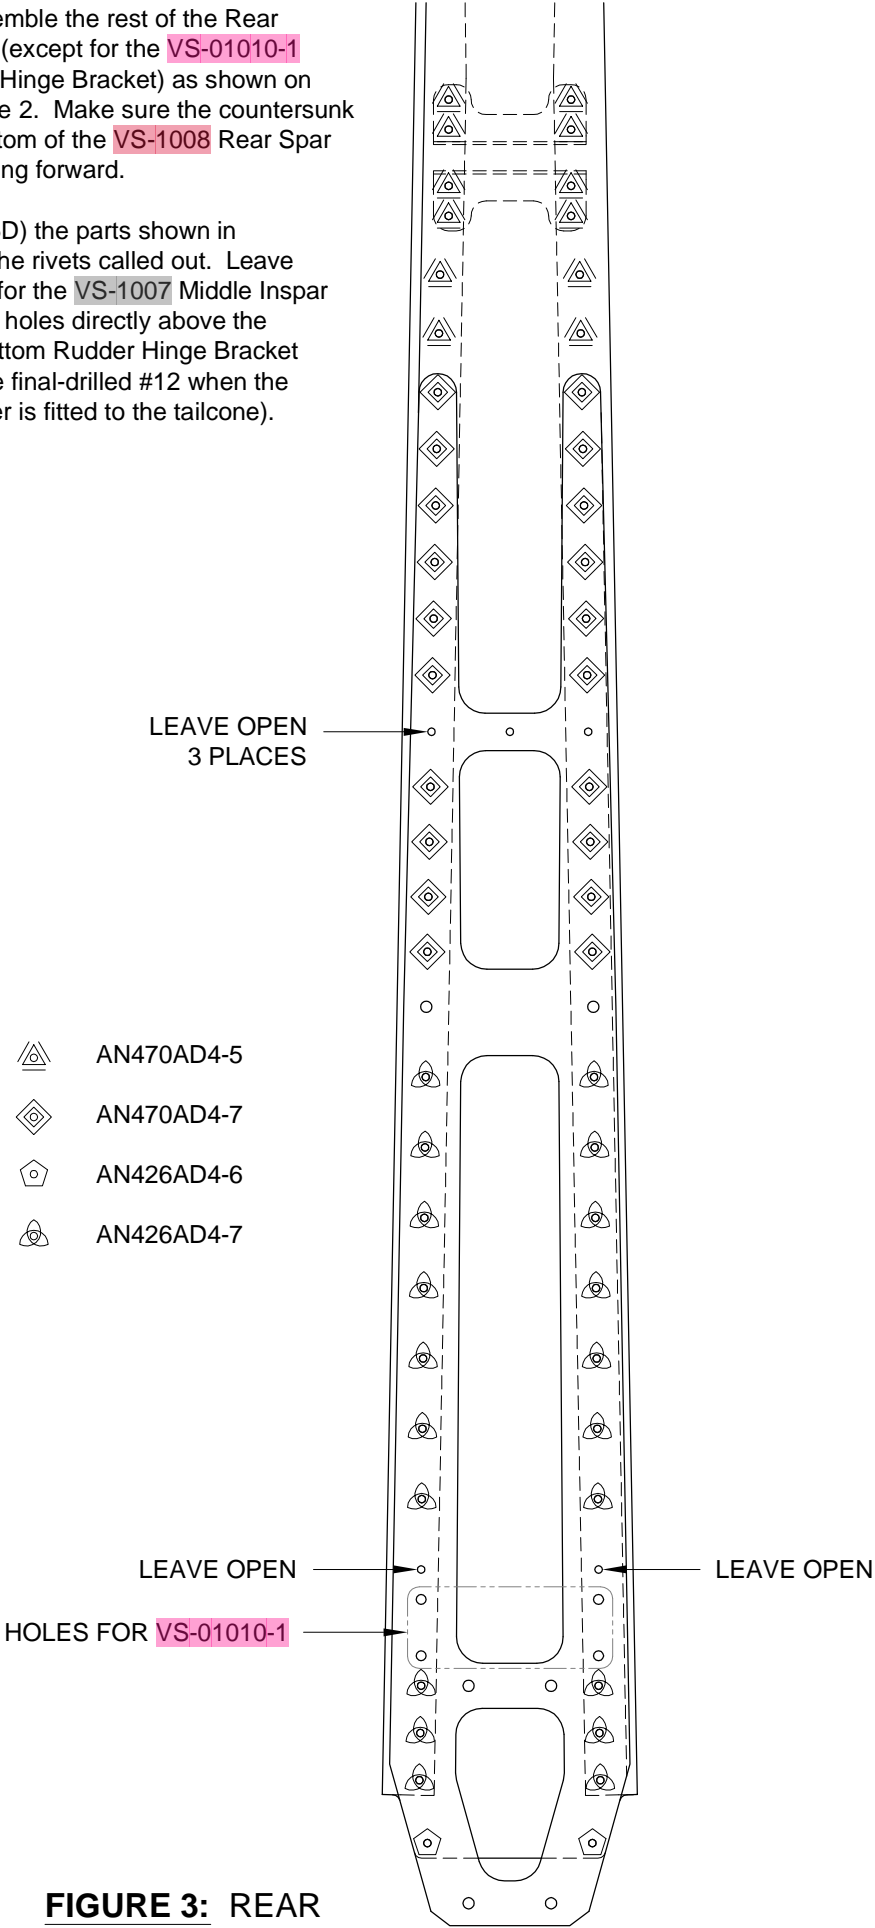 emble the rest of the Rear
(except for the VS-01010-1
Hinge Bracket) as shown on
e 2. Make sure the countersunk
tom of the VS-1008 Rear Spar
ng forward.
D) the parts shown in
he rivets called out. Leave
for the VS-1007 Middle Inspar
holes directly above the
ttom Rudder Hinge Bracket
e final-drilled #12 when the
er is fitted to the tailcone).
LEAVE OPEN
3 PLACES
AN470AD4-5
AN470AD4-7
AN426AD4-6
AN426AD4-7
LEAVE OPEN
LEAVE OPEN
HOLES FOR VS-01010-1
FIGURE 3: REAR